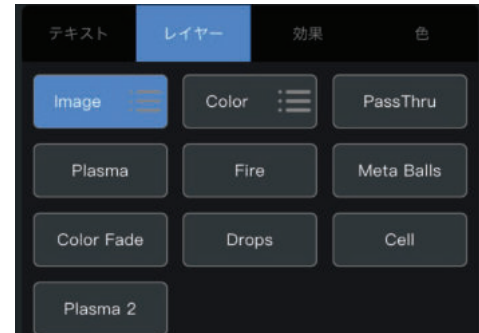 テキスト レイヤー 効果 色
Image Color PassThru
Plasma Fire Meta Balls
Color Fade Drops Cell
Plasma 2